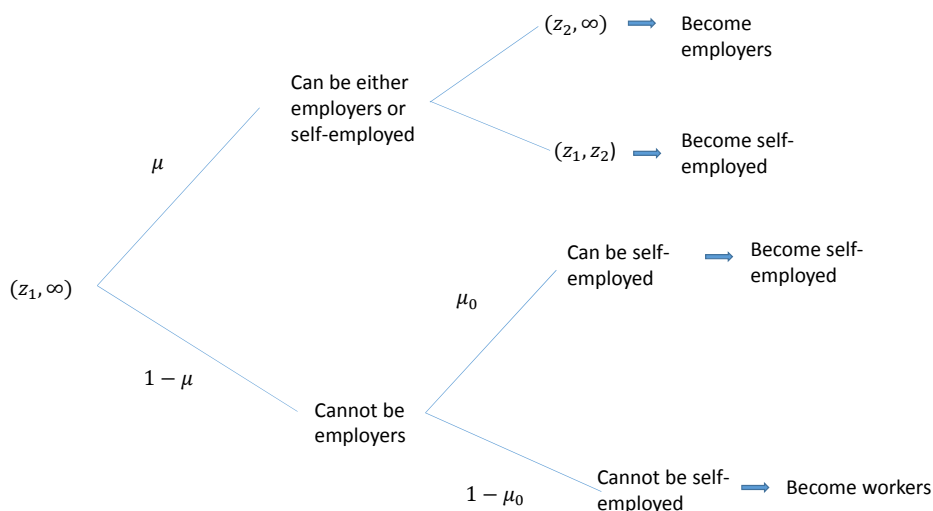 (z₂, ∞)
Become
employers
Can be either
employers or
self-employed
(z₁, z₂)
Become self-
employed
μ
(z₁, ∞)
Can be self-
employed
Become self-
employed
μ₀
1 − μ
Cannot be
employers
1 − μ₀
Cannot be self-
employed
Become workers